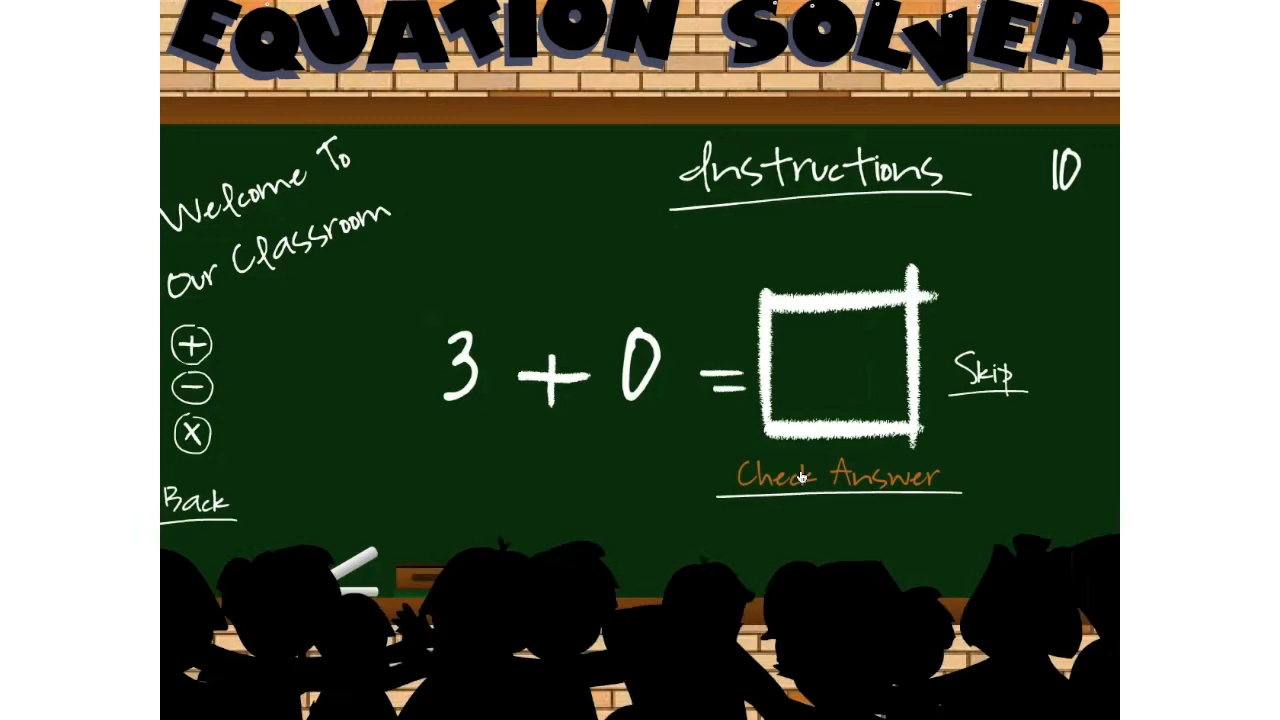 EQUATION SOLVER
Welcome To
Our Classroom
Instructions
10
+
-
x
3 + 0 =
Skip
Check Answer
Back